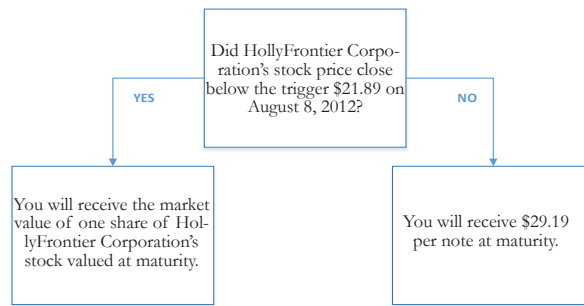 Did HollyFrontier Corpo-
ration's stock price close
below the trigger $21.89 on
August 8, 2012?
YES
NO
You will receive the market
value of one share of Hol-
lyFrontier Corporation's
stock valued at maturity.
You will receive $29.19
per note at maturity.